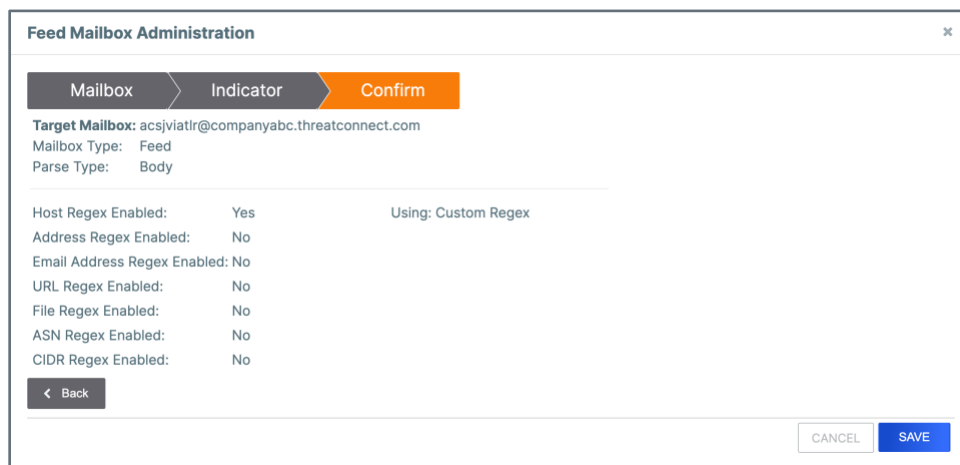 Feed Mailbox Administration
Mailbox Indicator Confirm
Target Mailbox: acsjviatlr@companyabc.threatconnect.com
Mailbox Type: Feed
Parse Type: Body
Host Regex Enabled: Yes Using: Custom Regex
Address Regex Enabled: No
Email Address Regex Enabled: No
URL Regex Enabled: No
File Regex Enabled: No
ASN Regex Enabled: No
CIDR Regex Enabled: No
Back
CANCEL SAVE